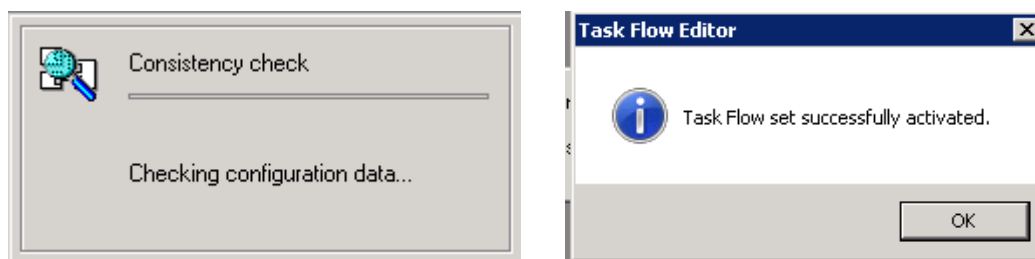 Consistency check
Checking configuration data...
Task Flow Editor
Task Flow set successfully activated.
OK